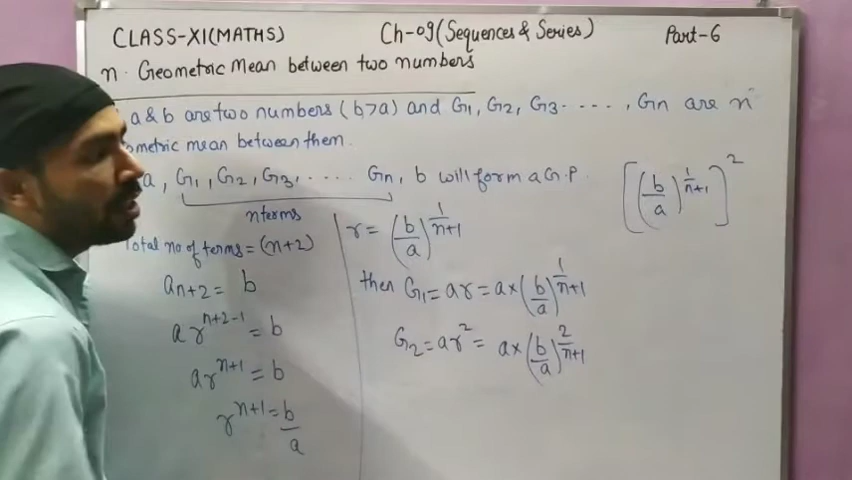 CLASS-XI(MATHS) Ch-09(Sequences & Series) Part-6
n Geometric Mean between two numbers
a & b are two numbers (b>a) and G₁, G₂, G₃ . ...., Gn are n
metric mean between them.
a, G₁, G₂, G₃, .... Gn, b will form a G.P.
n terms
Total no of terms = (n+2)
aₙ₊₂ = b
ar^(n+2-1) = b
ar^(n+1) = b
r^(n+1) = b/a
r = (b/a)^(1/(n+1))
then G₁ = ar = a×(b/a)^(1/(n+1))
G₂ = ar² = a×(b/a)^(2/(n+1))
[(b/a)^(1/(n+1))]²